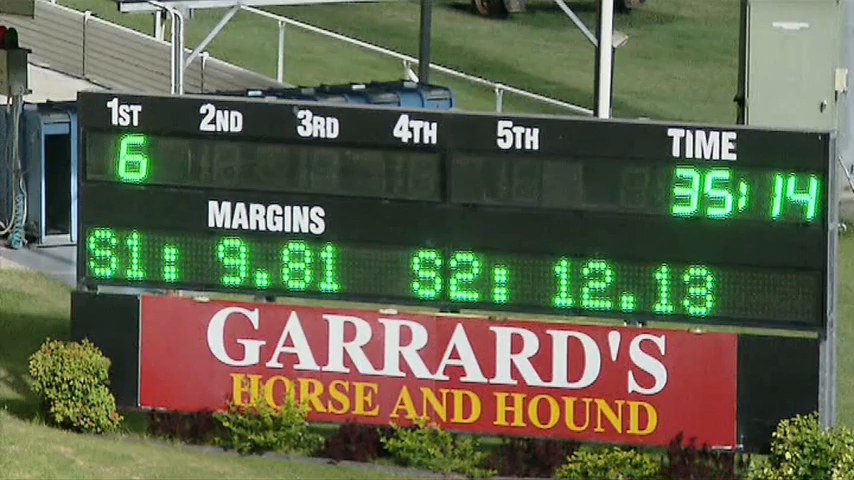 1ST 2ND 3RD 4TH 5TH TIME
6 35:14
MARGINS
S1: 9.81 S2: 12.13
GARRARD'S
HORSE AND HOUND